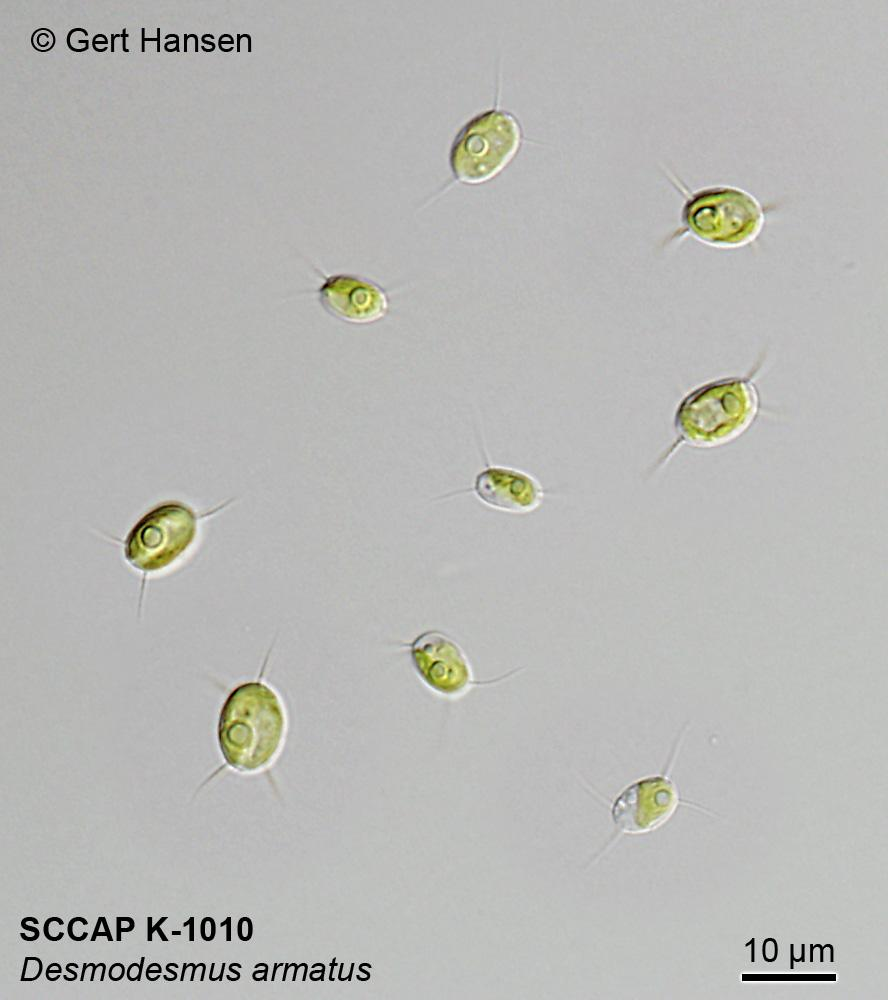 © Gert Hansen
SCCAP K-1010
Desmodesmus armatus
10 µm